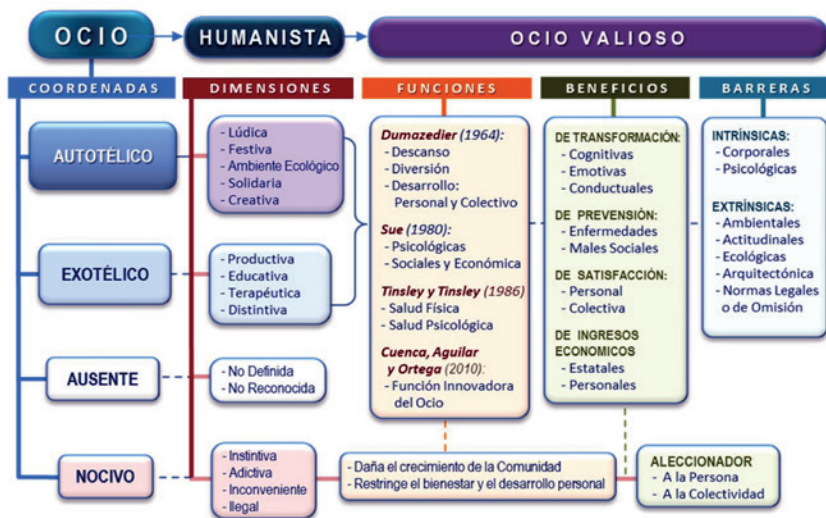 OCIO
HUMANISTA
OCIO VALIOSO
COORDENADAS
DIMENSIONES
FUNCIONES
BENEFICIOS
BARRERAS
AUTOTÉLICO
- Lúdica
- Festiva
- Ambiente Ecológico
- Solidaria
- Creativa
EXOTÉLICO
- Productiva
- Educativa
- Terapéutica
- Distintiva
AUSENTE
- No Definida
- No Reconocida
NOCIVO
- Instintiva
- Adictiva
- Inconveniente
- Ilegal
Dumazedier (1964):
- Descanso
- Diversión
- Desarrollo:
Personal y Colectivo
Sue (1980):
- Psicológicas
- Sociales y Económica
Tinsley y Tinsley (1986)
- Salud Física
- Salud Psicológica
Cuenca, Aguilar
y Ortega (2010):
- Función Innovadora
del Ocio
DE TRANSFORMACIÓN:
- Cognitivas
- Emotivas
- Conductuales
DE PREVENCIÓN:
- Enfermedades
- Males Sociales
DE SATISFACCIÓN:
- Personal
- Colectiva
DE INGRESOS
ECONOMICOS
- Estatales
- Personales
INTRÍNSICAS:
- Corporales
- Psicológicas
EXTRÍNSICAS:
- Ambientales
- Actitudinales
- Ecológicas
- Arquitectónica
- Normas Legales
o de Omisión
- Daña el crecimiento de la Comunidad
- Restringe el bienestar y el desarrollo personal
ALECCIONADOR
- A la Persona
- A la Colectividad